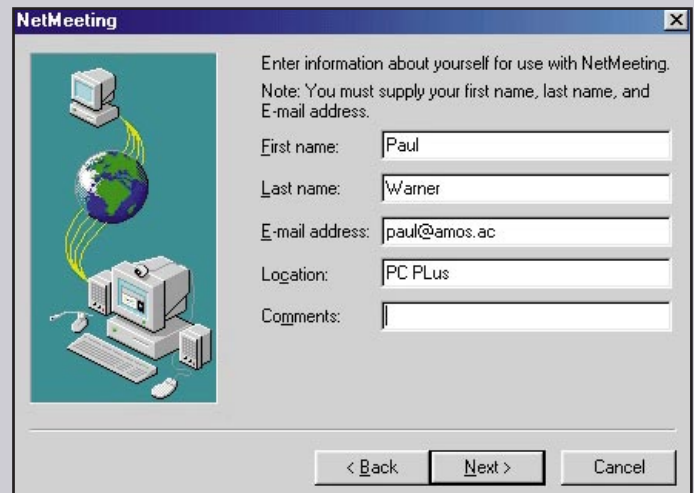 NetMeeting
Enter information about yourself for use with NetMeeting.
Note: You must supply your first name, last name, and
E-mail address.
First name: Paul
Last name: Warner
E-mail address: paul@amos.ac
Location: PC PLus
Comments:
< Back Next > Cancel